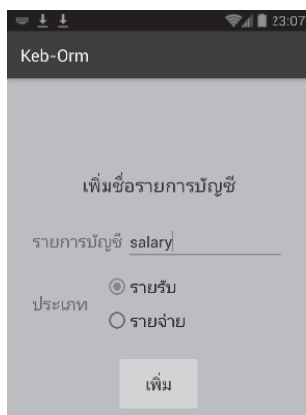 23:07
Keb-Orm
เพิ่มชื่อรายการบัญชี
รายการบัญชี salary
รายรับ
ประเภท
รายจ่าย
เพิ่ม